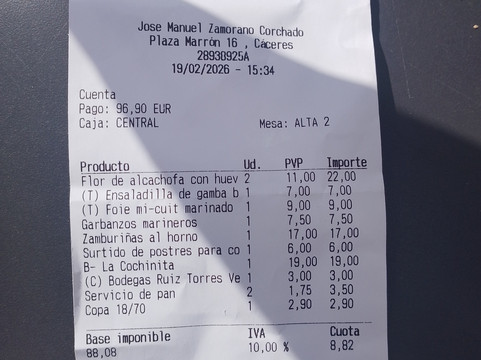 Jose Manuel Zamorano Corchado
Plaza Marrón 16 , Cáceres
28938925A
19/02/2026 - 15:34
Cuenta
Pago: 96,90 EUR
Caja: CENTRAL Mesa: ALTA 2
Producto Ud. PVP Importe
Flor de alcachofa con huev 2 11,00 22,00
(T) Ensaladilla de gamba b 1 7,00 7,00
(T) Foie mi-cuit marinado 1 9,00 9,00
Garbanzos marineros 1 7,50 7,50
Zamburiñas al horno 1 17,00 17,00
Surtido de postres para co 1 6,00 6,00
B- La Cochinita 1 19,00 19,00
(C) Bodegas Ruiz Torres Ve 1 3,00 3,00
Servicio de pan 2 1,75 3,50
Copa 18/70 1 2,90 2,90
Base imponible IVA Cuota
88,08 10,00 % 8,82